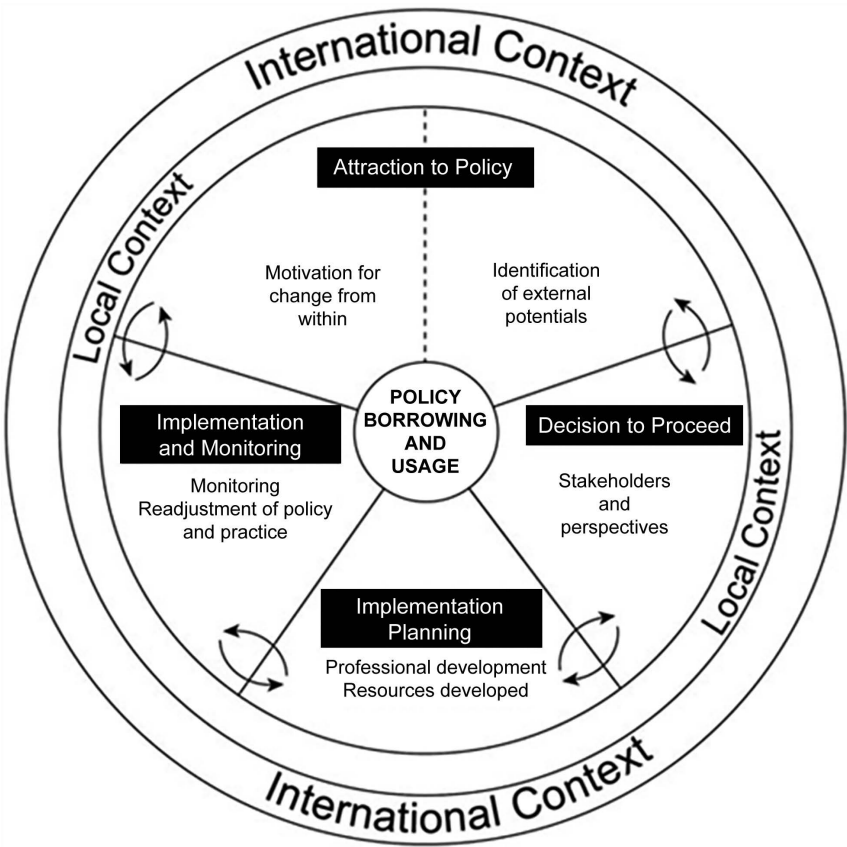 International Context
Local Context
Attraction to Policy
Motivation for
change from
within
Identification
of external
potentials
POLICY
BORROWING
AND
USAGE
Decision to Proceed
Stakeholders
and
perspectives
Local Context
Implementation
Planning
Professional development
Resources developed
Implementation
and Monitoring
Monitoring
Readjustment of policy
and practice
International Context